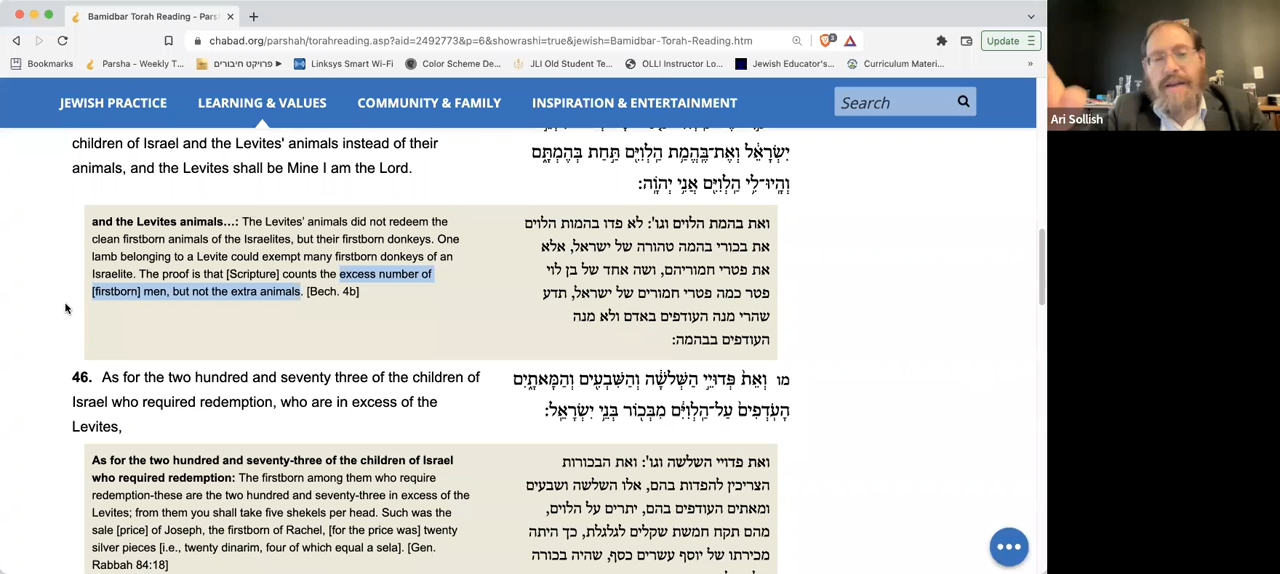 Bamidbar Torah Reading - Pars
chabad.org/parshah/torahreading.asp?aid=2492773&p=6&showrashi=true&jewish=Bamidbar-Torah-Reading.htm
Update
Bookmarks Parsha - Weekly T... פרויקט חיבורים Linksys Smart Wi-Fi Color Scheme De... JLI Old Student Te... OLLI Instructor Lo... Jewish Educator's... Curriculum Materi...
JEWISH PRACTICE LEARNING & VALUES COMMUNITY & FAMILY INSPIRATION & ENTERTAINMENT Search
Ari Sollish
children of Israel and the Levites' animals instead of their
animals, and the Levites shall be Mine I am the Lord.
יִשְׂרָאֵ֔ל וְאֶת־בֶּֽהֱמַ֥ת הַֽלְוִיִּ֖ם תַּ֣חַת בְּהֶמְתָּ֑ם
וְהָֽיוּ־לִ֥י הַֽלְוִיִּ֖ם אֲנִ֥י יְהֹוָֽה:
and the Levites animals…: The Levites' animals did not redeem the
clean firstborn animals of the Israelites, but their firstborn donkeys. One
lamb belonging to a Levite could exempt many firstborn donkeys of an
Israelite. The proof is that [Scripture] counts the excess number of
[firstborn] men, but not the extra animals. [Bech. 4b]
ואת בהמת הלוים וגו': לא פדו בהמות הלוים
את בכורי בהמה טהורה של ישראל, אלא
את פטרי חמוריהם, ושה אחד של בן לוי
פטר כמה פטרי חמורים של ישראל, תדע
שהרי מנה העודפים באדם ולא מנה
העודפים בבהמה:
46. As for the two hundred and seventy three of the children of
Israel who required redemption, who are in excess of the
Levites,
מו וְאֵת֙ פְּדוּיֵ֣י הַשְּׁלֹשָׁ֔ה וְהַשִּׁבְעִ֖ים וְהַמָּאתָ֑יִם
הָעֹֽדְפִים֙ עַל־הַֽלְוִיִּ֔ם מִבְּכ֖וֹר בְּנֵ֥י יִשְׂרָאֵֽל:
As for the two hundred and seventy-three of the children of Israel
who required redemption: The firstborn among them who require
redemption-these are the two hundred and seventy-three in excess of the
Levites; from them you shall take five shekels per head. Such was the
sale [price] of Joseph, the firstborn of Rachel, [for the price was] twenty
silver pieces [i.e., twenty dinarim, four of which equal a sela]. [Gen.
Rabbah 84:18]
ואת פדויי השלשה וגו': ואת הבכורות
הצריכין להפדות בהם, אלו השלשה ושבעים
ומאתים העודפים בהם, יתרים על הלוים,
מהם תקח חמשת שקלים לגלגלת, כך היתה
מכירתו של יוסף עשרים כסף, שהיה בכורה